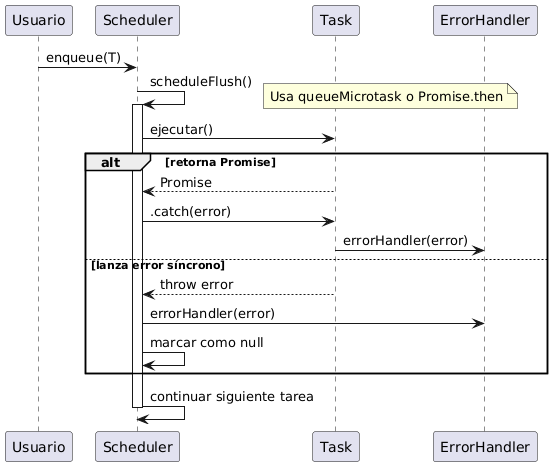 Usuario
Scheduler
Task
ErrorHandler
enqueue(T)
scheduleFlush()
Usa queueMicrotask o Promise.then
ejecutar()
alt
[retorna Promise]
Promise
.catch(error)
errorHandler(error)
[lanza error síncrono]
throw error
errorHandler(error)
marcar como null
continuar siguiente tarea
Usuario
Scheduler
Task
ErrorHandler